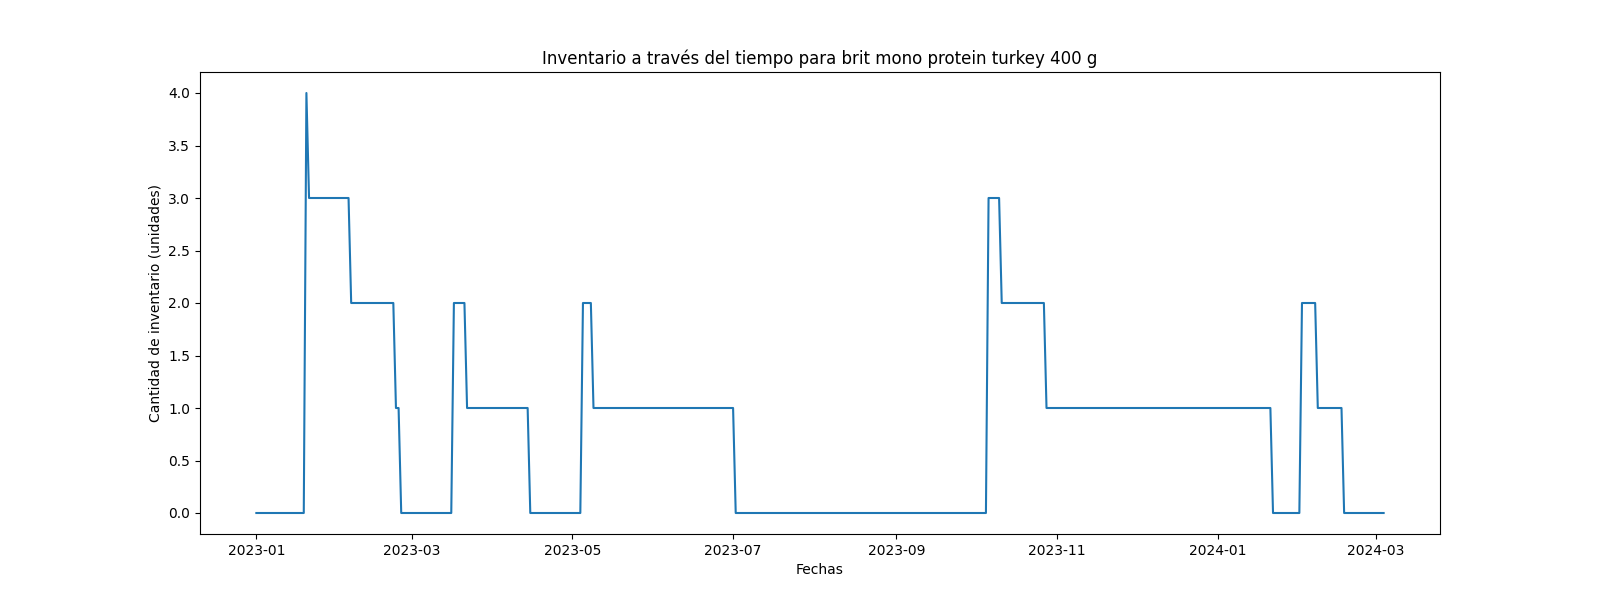 Inventario a través del tiempo para brit mono protein turkey 400 g
Cantidad de inventario (unidades)
4.0
3.5
3.0
2.5
2.0
1.5
1.0
0.5
0.0
2023-01 2023-03 2023-05 2023-07 2023-09 2023-11 2024-01 2024-03
Fechas